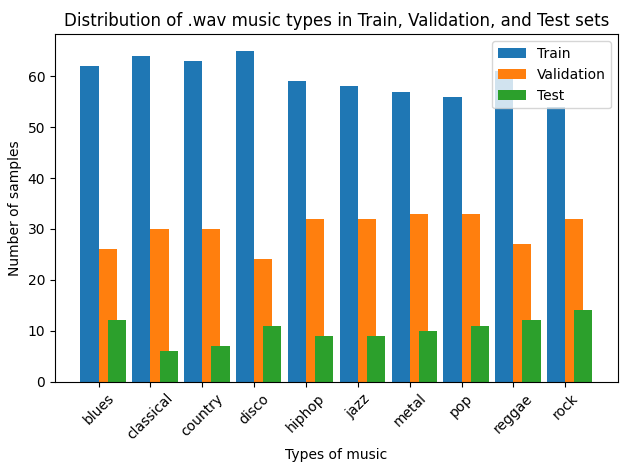 Distribution of .wav music types in Train, Validation, and Test sets
Train
Validation
Test
Number of samples
60
50
40
30
20
10
0
blues
classical
country
disco
hiphop
jazz
metal
pop
reggae
rock
Types of music